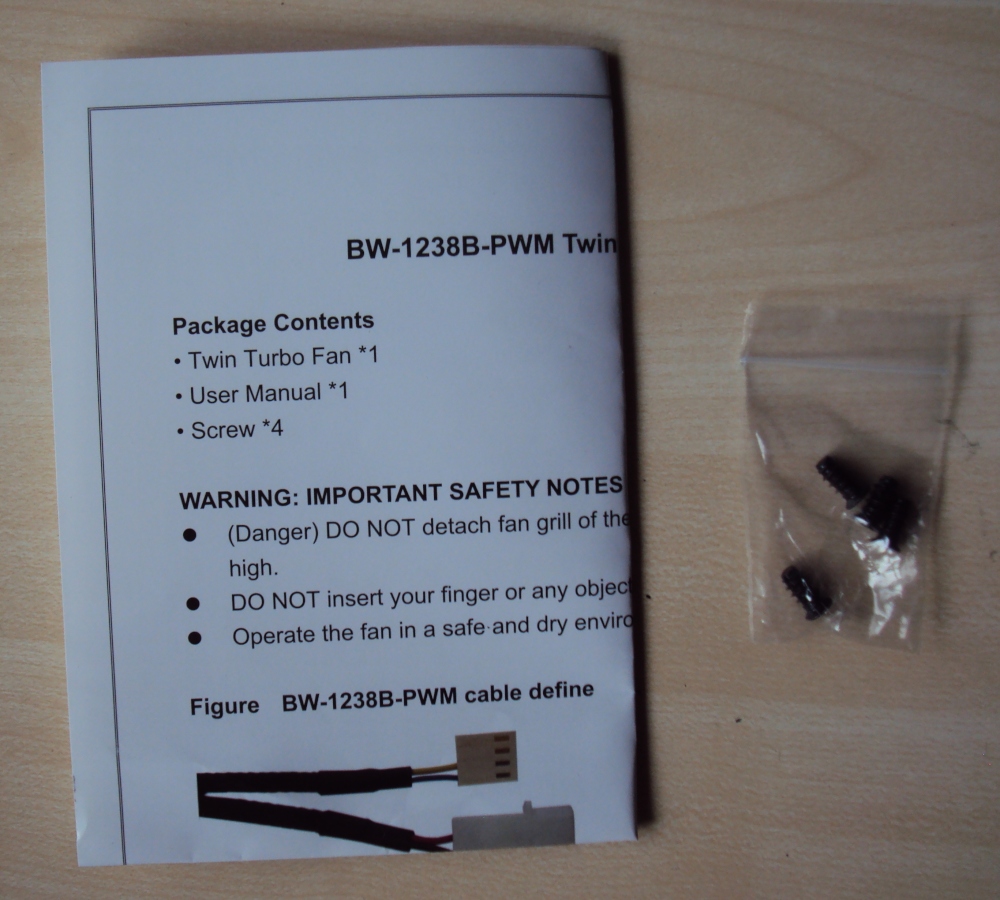 BW-1238B-PWM Twin
Package Contents
• Twin Turbo Fan *1
• User Manual *1
• Screw *4
WARNING: IMPORTANT SAFETY NOTES
● (Danger) DO NOT detach fan grill of the
high.
● DO NOT insert your finger or any object
● Operate the fan in a safe and dry enviro
Figure BW-1238B-PWM cable define